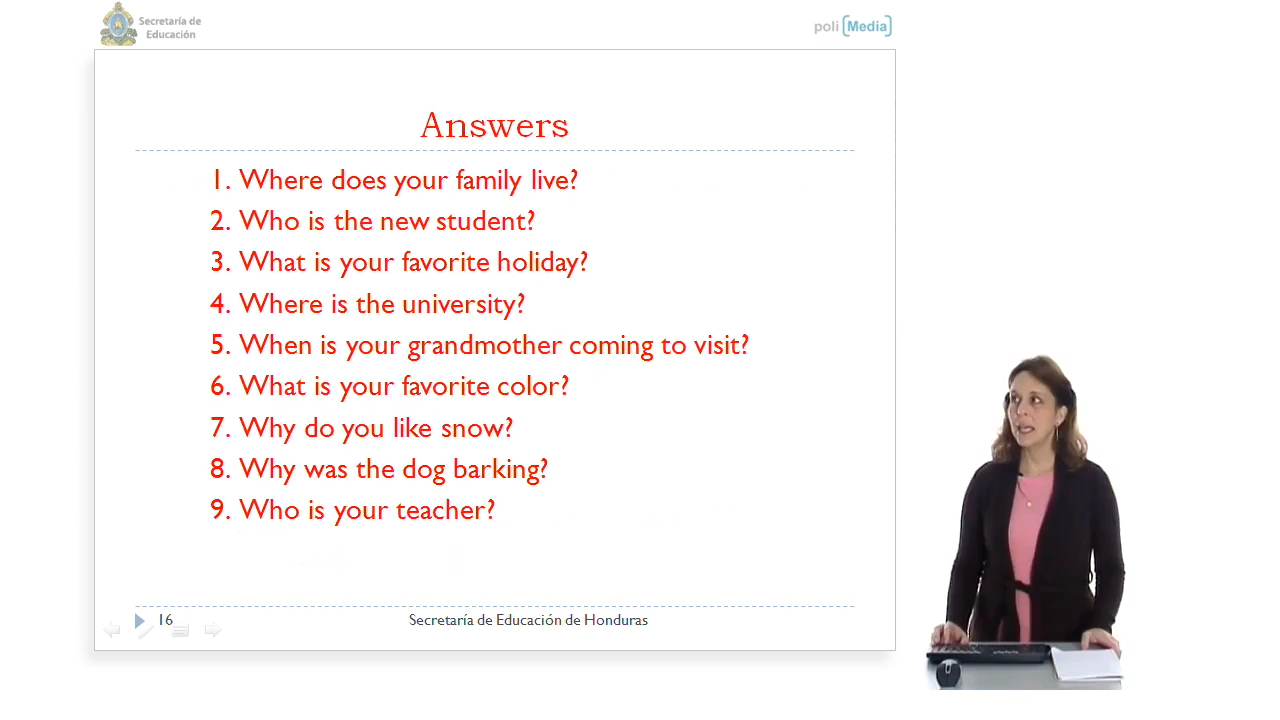 Secretaría de
Educación
poli [Media]
Answers
1. Where does your family live?
2. Who is the new student?
3. What is your favorite holiday?
4. Where is the university?
5. When is your grandmother coming to visit?
6. What is your favorite color?
7. Why do you like snow?
8. Why was the dog barking?
9. Who is your teacher?
16
Secretaría de Educación de Honduras